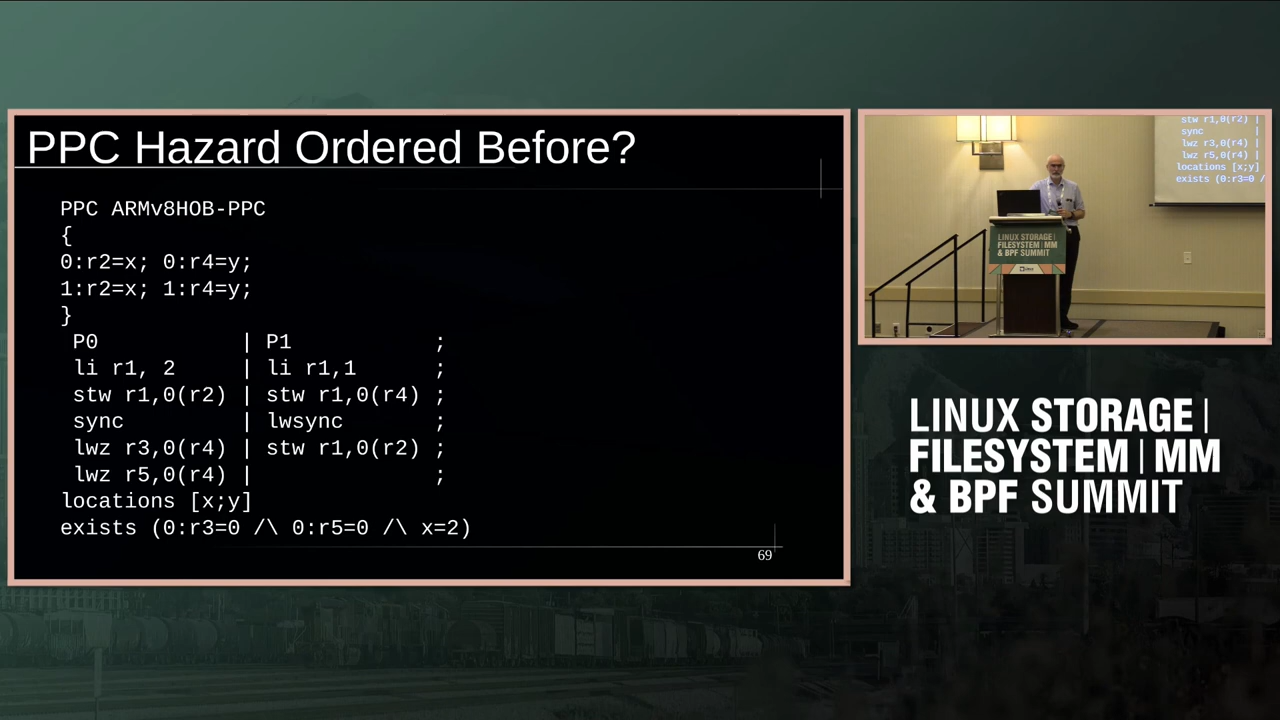 PPC Hazard Ordered Before?
PPC ARMv8HOB-PPC
{
0:r2=x; 0:r4=y;
1:r2=x; 1:r4=y;
}
P0 | P1 ;
li r1, 2 | li r1,1 ;
stw r1,0(r2) | stw r1,0(r4) ;
sync | lwsync ;
lwz r3,0(r4) | stw r1,0(r2) ;
lwz r5,0(r4) | ;
locations [x;y]
exists (0:r3=0 /\ 0:r5=0 /\ x=2)
69
stw r1,0(r2) |
sync |
lwz r3,0(r4) |
lwz r5,0(r4) |
locations [x;y]
exists (0:r3=0 /
LINUX STORAGE |
FILESYSTEM | MM
& BPF SUMMIT
LINUX STORAGE |
FILESYSTEM | MM
& BPF SUMMIT